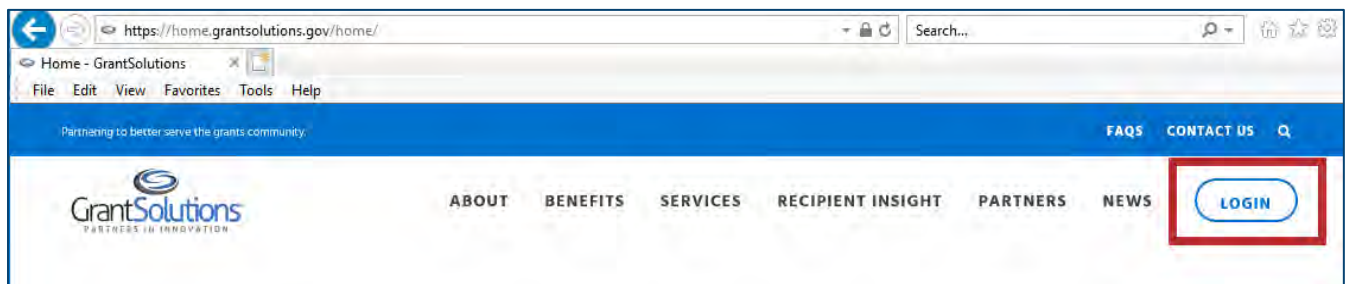 https://home.grantsolutions.gov/home/ Search...
Home - GrantSolutions
File Edit View Favorites Tools Help
Partnering to better serve the grants community. FAQS CONTACT US
GrantSolutions
PARTNERS IN INNOVATION
ABOUT BENEFITS SERVICES RECIPIENT INSIGHT PARTNERS NEWS LOGIN